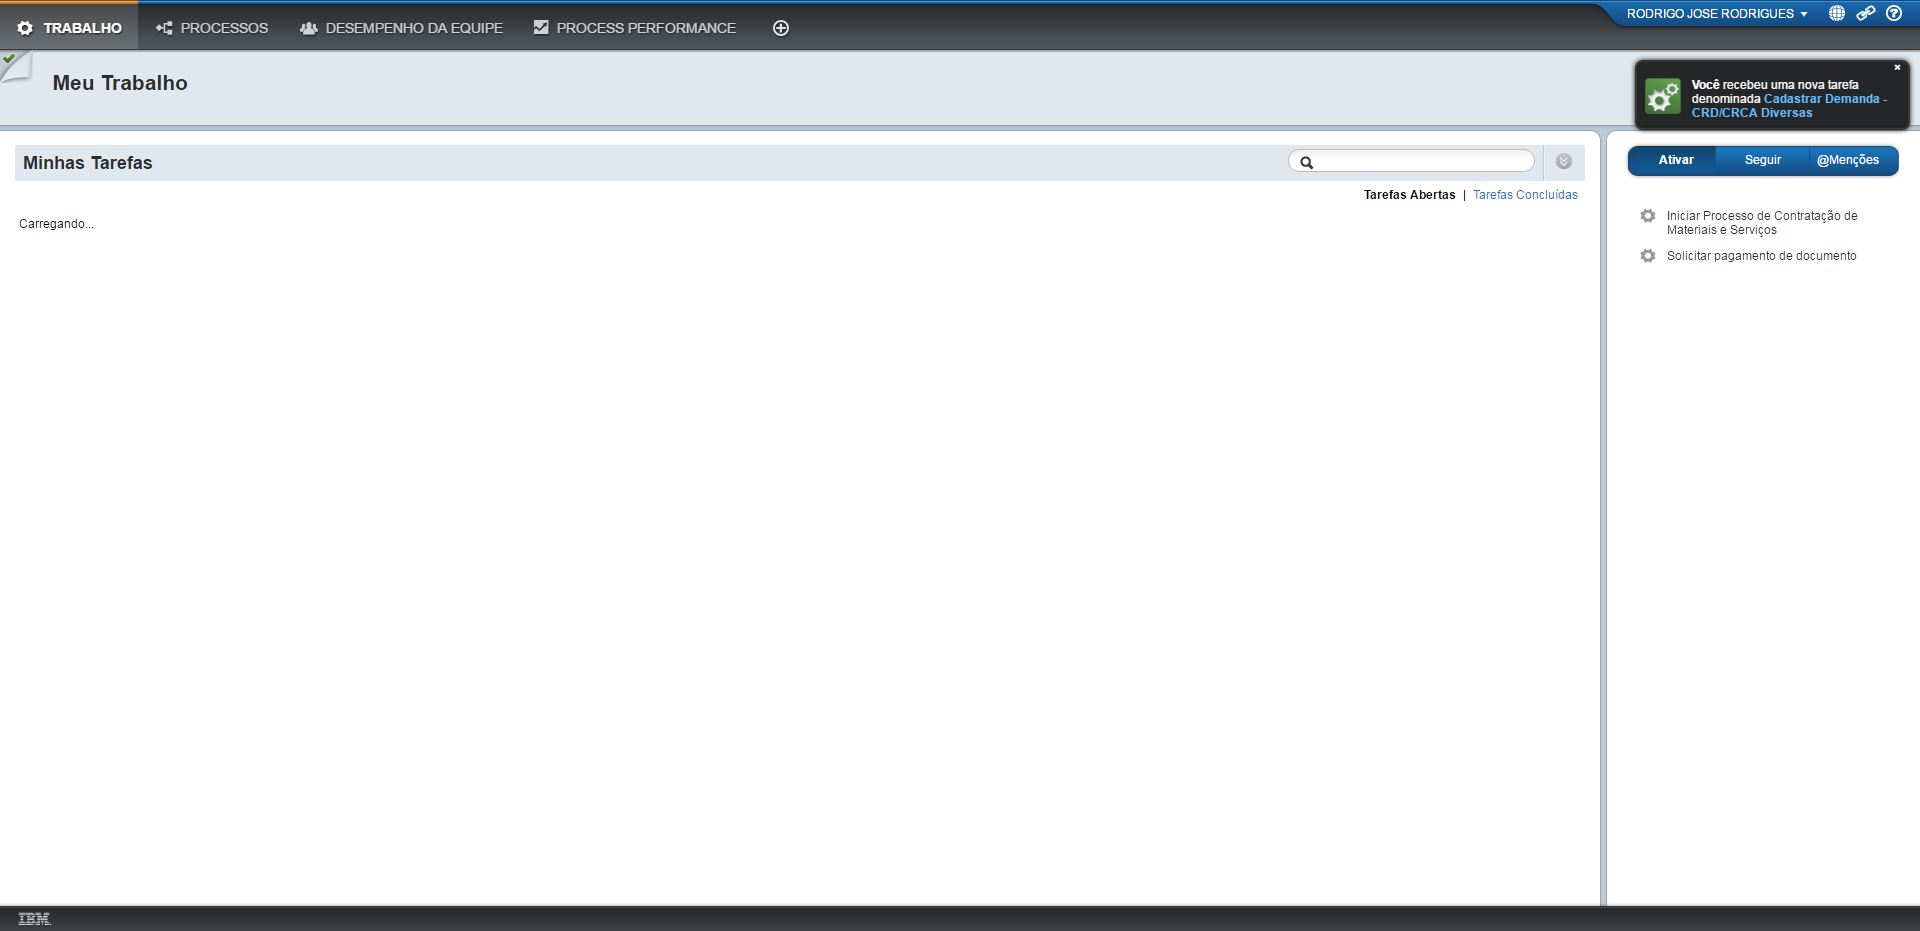 TRABALHO
PROCESSOS
DESEMPENHO DA EQUIPE
PROCESS PERFORMANCE
RODRIGO JOSE RODRIGUES
Meu Trabalho
Você recebeu uma nova tarefa
denominada Cadastrar Demanda -
CRD/CRCA Diversas
Minhas Tarefas
Tarefas Abertas | Tarefas Concluídas
Carregando...
Ativar
Seguir
@Menções
Iniciar Processo de Contratação de
Materiais e Serviços
Solicitar pagamento de documento
IBM